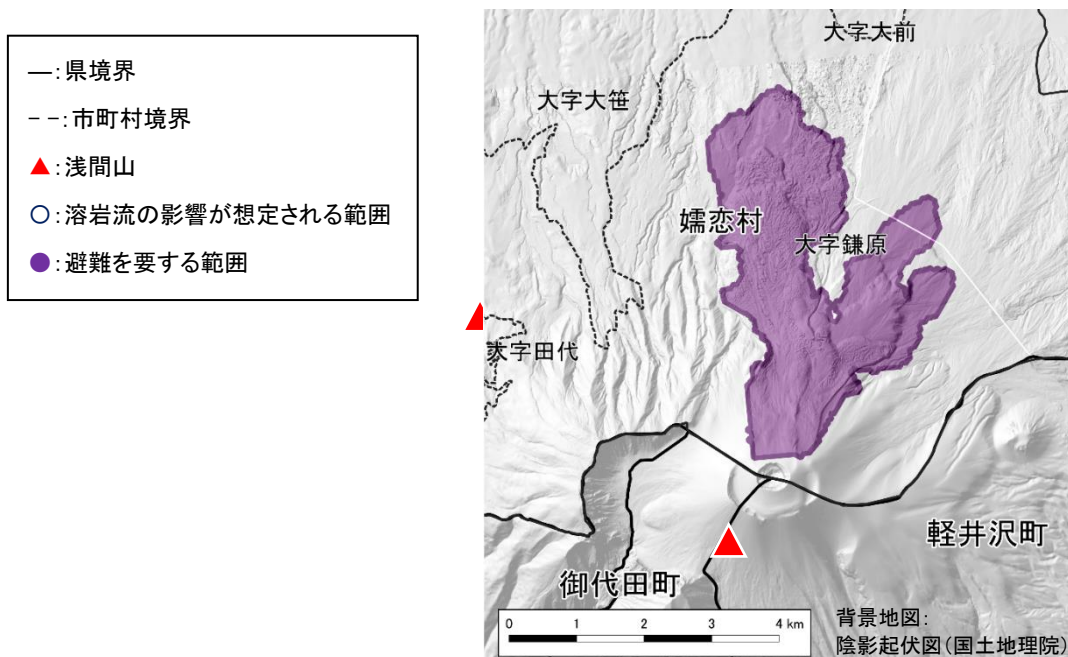 ―：県境界
- -：市町村境界
▲：浅間山
○：溶岩流の影響が想定される範囲
●：避難を要する範囲
大字大前
大字大笹
嬬恋村
大字鎌原
大字田代
軽井沢町
御代田町
0 1 2 3 4 km
背景地図：
陰影起伏図(国土地理院)